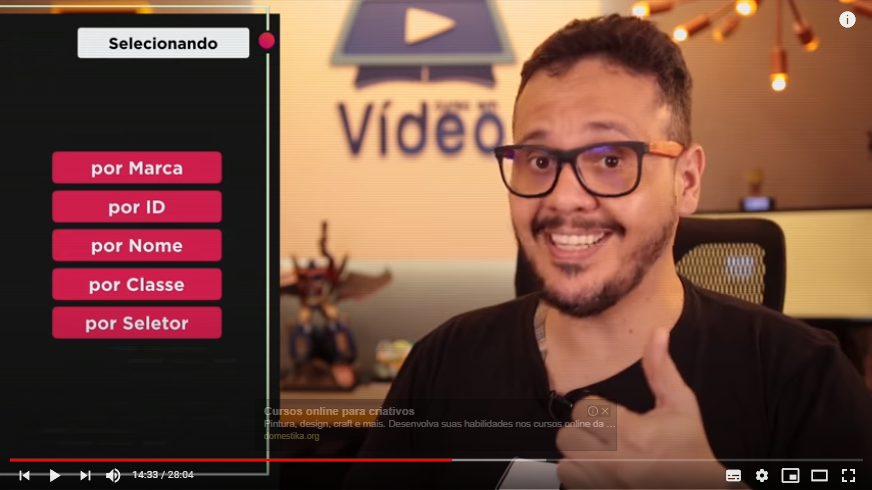 Selecionando
por Marca
por ID
por Nome
por Classe
por Seletor
Vídeo
Cursos online para criativos
Pintura, design, craft e mais. Desenvolva suas habilidades nos cursos online da ...
domestika.org
14:33 / 28:04